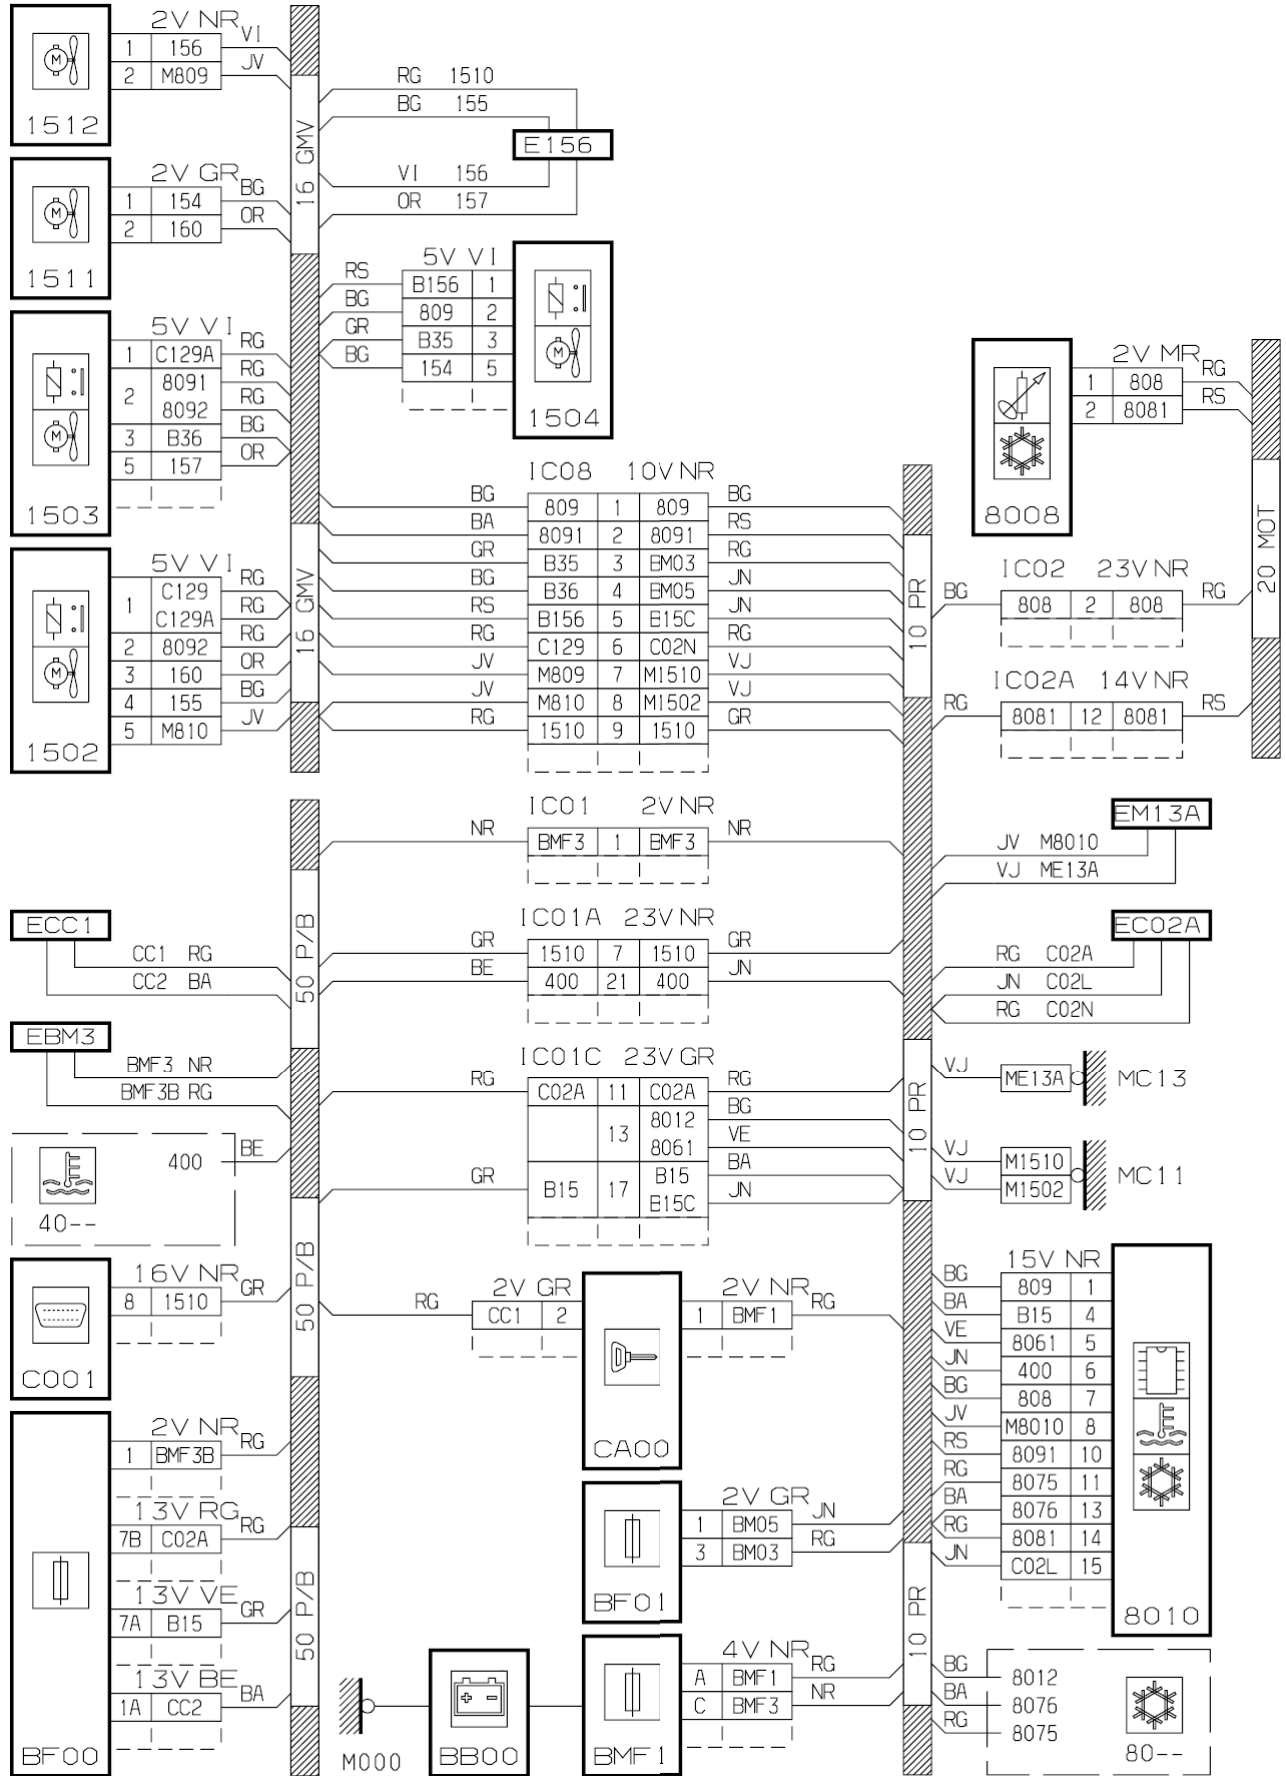 2V NR
VI
1 156
JV
2 M809
1512
2V GR
BG
1 154
OR
2 160
1511
5V VI
RG
1 C129A
RG
2 8091
RG
8092
BG
3 B36
OR
5 157
1503
5V VI
RG
1 C129
RG
C129A
RG
2 8092
OR
3 160
BG
4 155
JV
5 M810
1502
16 GMV
16 GMV
RG 1510
BG 155
E156
VI 156
OR 157
5V VI
RS B156 1
BG 809 2
GR B35 3
BG 154 5
1504
IC08 10V NR
BG 809 1 809 BG
BA 8091 2 8091 RS
GR B35 3 BM03 RG
BG B36 4 BM05 JN
RS B156 5 B15C JN
RG C129 6 C02N RG
JV M809 7 M1510 VJ
JV M810 8 M1502 VJ
RG 1510 9 1510 GR
10 PR
2V MR
1 808 RG
2 8081 RS
8008
20 MOT
IC02 23V NR
BG 808 2 808 RG
IC02A 14V NR
RG 8081 12 8081 RS
IC01 2V NR
NR BMF3 1 BMF3 NR
EM13A
JV M8010
VJ ME13A
ECC1
CC1 RG
CC2 BA
50 P/B
IC01A 23V NR
GR 1510 7 1510 GR
BE 400 21 400 JN
EC02A
RG C02A
JN C02L
RG C02N
EBM3
BMF3 NR
BMF3B RG
400 BE
40--
IC01C 23V GR
RG C02A 11 C02A RG
13 8012 BG
8061 VE
GR B15 17 B15 BA
B15C JN
10 PR
VJ ME13A MC13
VJ M1510
VJ M1502
MC11
16V NR
8 1510 GR
C001
50 P/B
2V GR
RG CC1 2
2V NR
1 BMF1 RG
CA00
15V NR
BG 809 1
BA B15 4
VE 8061 5
JN 400 6
BG 808 7
JV M8010 8
RS 8091 10
RG 8075 11
BA 8076 13
RG 8081 14
JN C02L 15
8010
2V NR
1 BMF3B RG
13V RG
7B C02A RG
13V VE
7A B15 GR
13V BE
1A CC2 BA
BF00
50 P/B
2V GR
1 BM05 JN
3 BM03 RG
BF01
10 PR
4V NR
A BMF1 RG
C BMF3 NR
BMF1
M000
BB00
BG 8012
BA 8076
RG 8075
80--